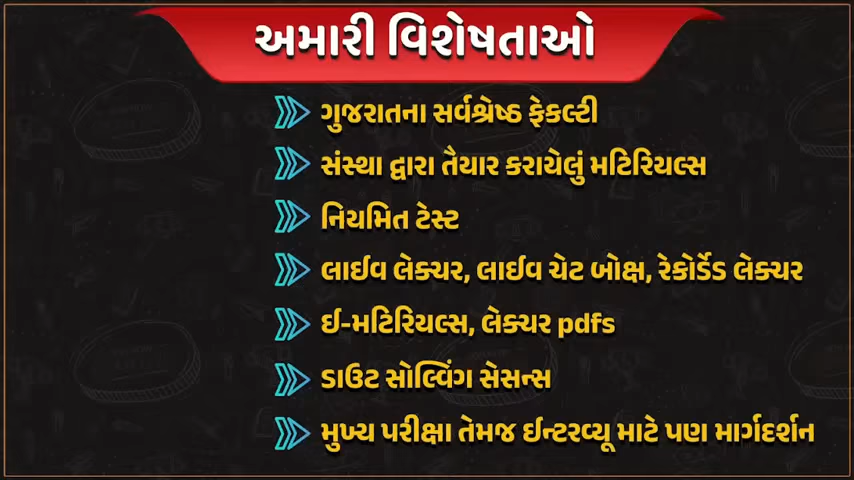 અમારી વિશેષતાઓ
ગુજરાતના સર્વશ્રેષ્ઠ ફેકલ્ટી
સંસ્થા દ્વારા તૈયાર કરાયેલું મટિરિયલ્સ
નિયમિત ટેસ્ટ
લાઈવ લેક્ચર, લાઈવ ચેટ બોક્ષ, રેકોર્ડેડ લેક્ચર
ઈ-મટિરિયલ્સ, લેક્ચર pdfs
ડાઉટ સોલ્વિંગ સેસન્સ
મુખ્ય પરીક્ષા તેમજ ઈન્ટરવ્યૂ માટે પણ માર્ગદર્શન